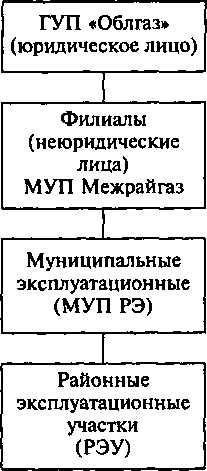 ГУП «Облгаз»
(юридическое лицо)
Филиалы
(неюридические
лица)
МУП Межрайгаз
Муниципальные
эксплуатационные
(МУП РЭ)
Районные
эксплуатационные
участки
(РЭУ)